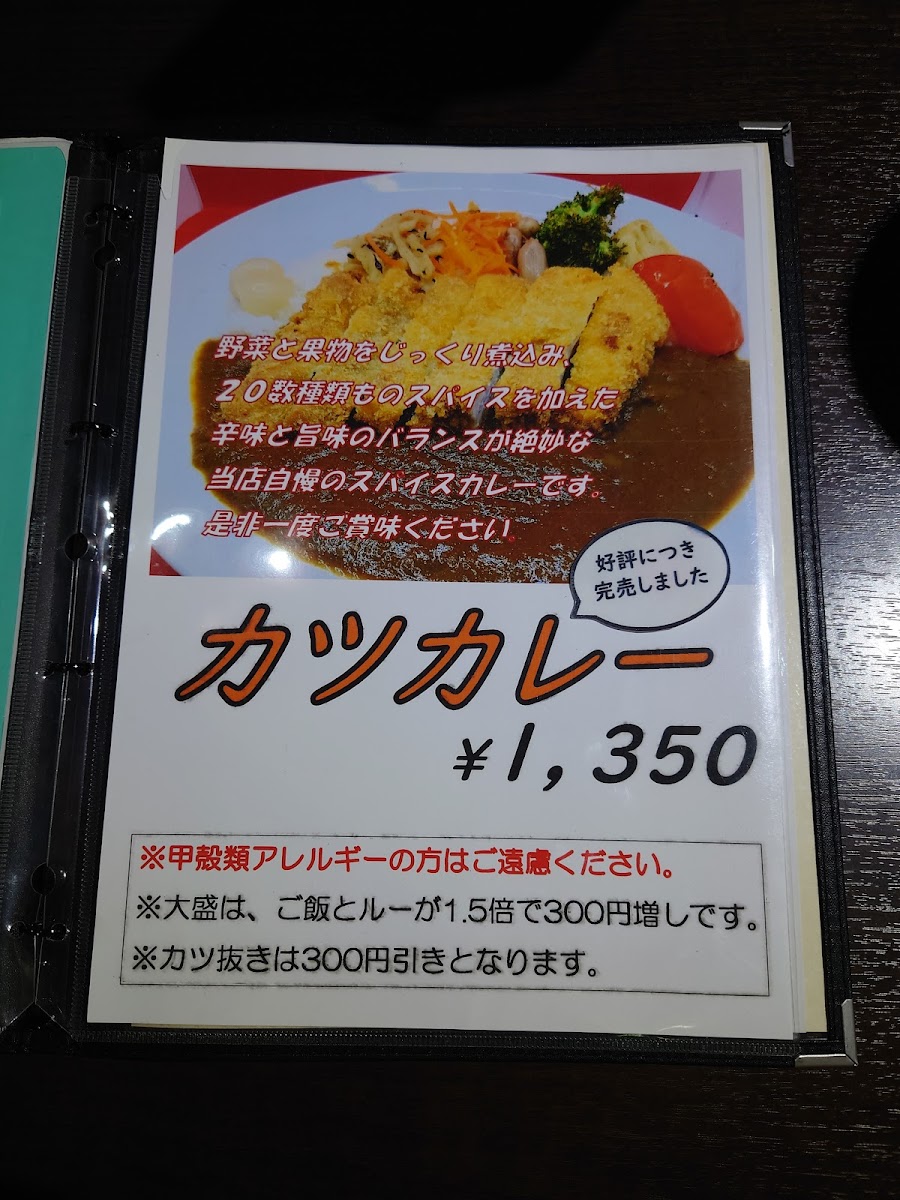 野菜と果物をじっくり煮込み、
２０数種類ものスパイスを加えた
辛味と旨味のバランスが絶妙な
当店自慢のスパイスカレーです。
是非一度ご賞味ください。
好評につき
完売しました
カツカレー
¥1,350
※甲殻類アレルギーの方はご遠慮ください。
※大盛は、ご飯とルーが1.5倍で300円増しです。
※カツ抜きは300円引きとなります。